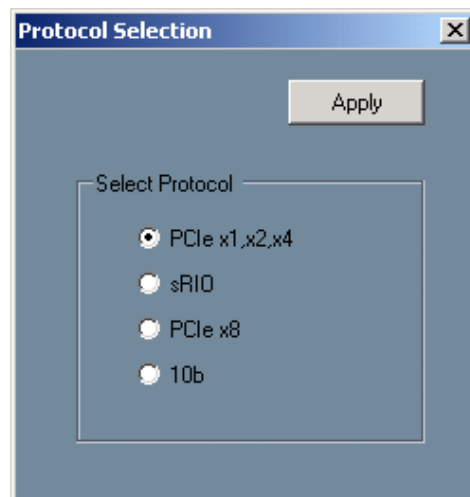 Protocol Selection
Apply
Select Protocol
PCIe x1,x2,x4
sRIO
PCIe x8
10b